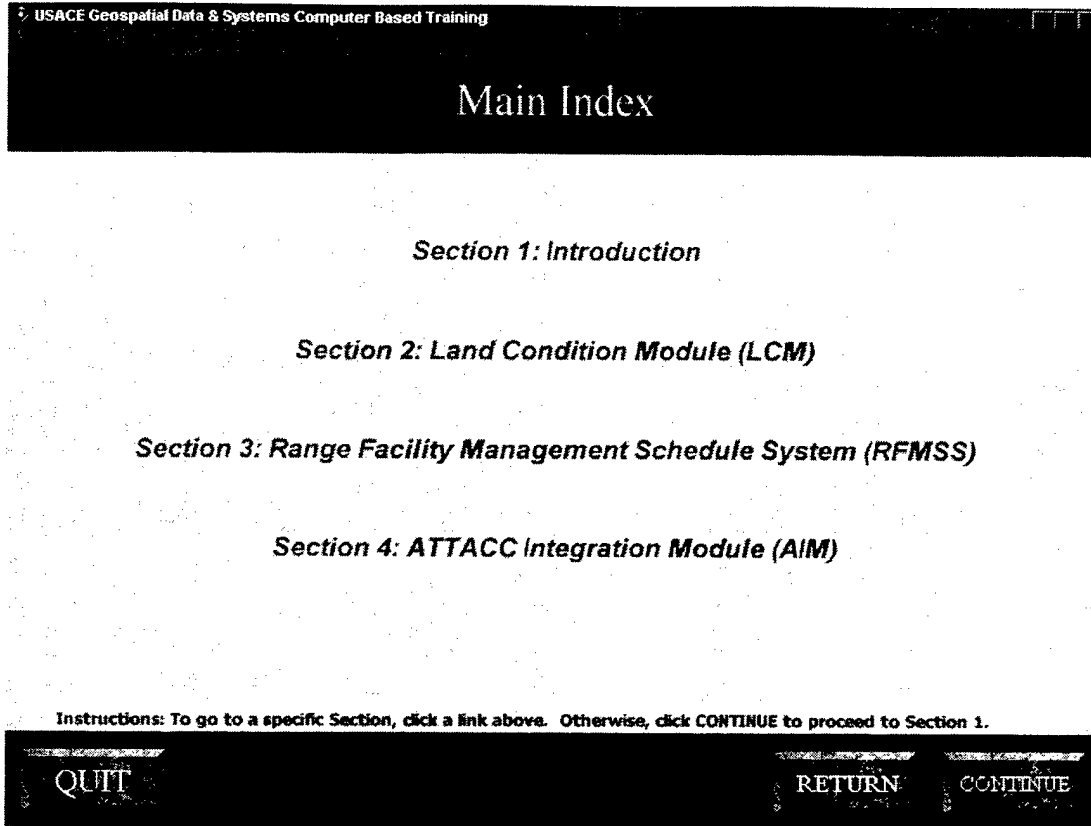 USACE Geospatial Data & Systems Computer Based Training
Main Index
Section 1: Introduction
Section 2: Land Condition Module (LCM)
Section 3: Range Facility Management Schedule System (RFMSS)
Section 4: ATTACC Integration Module (AIM)
Instructions: To go to a specific Section, click a link above. Otherwise, click CONTINUE to proceed to Section 1.
QUIT RETURN CONTINUE